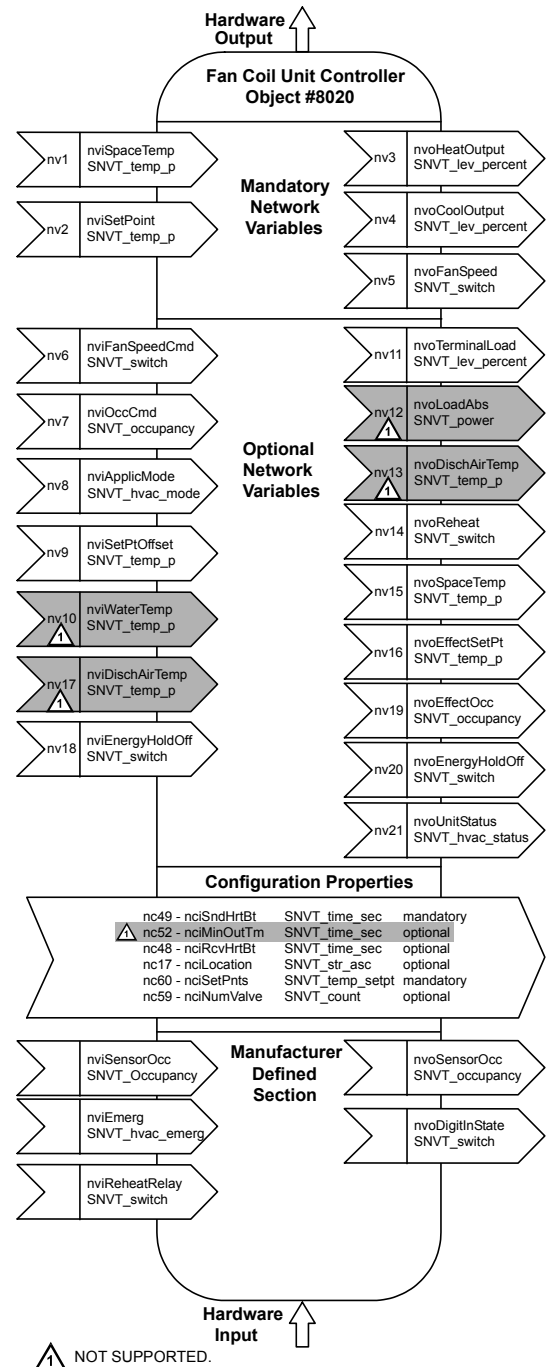 Hardware
Output
Fan Coil Unit Controller
Object #8020
nv1
nviSpaceTemp
SNVT_temp_p
nv2
nviSetPoint
SNVT_temp_p
Mandatory
Network
Variables
nv3
nvoHeatOutput
SNVT_lev_percent
nv4
nvoCoolOutput
SNVT_lev_percent
nv5
nvoFanSpeed
SNVT_switch
nv6
nviFanSpeedCmd
SNVT_switch
nv7
nviOccCmd
SNVT_occupancy
nv8
nviApplicMode
SNVT_hvac_mode
nv9
nviSetPtOffset
SNVT_temp_p
nv10
1
nviWaterTemp
SNVT_temp_p
nv17
1
nviDischAirTemp
SNVT_temp_p
nv18
nviEnergyHoldOff
SNVT_switch
Optional
Network
Variables
nv11
nvoTerminalLoad
SNVT_lev_percent
nv12
1
nvoLoadAbs
SNVT_power
nv13
1
nvoDischAirTemp
SNVT_temp_p
nv14
nvoReheat
SNVT_switch
nv15
nvoSpaceTemp
SNVT_temp_p
nv16
nvoEffectSetPt
SNVT_temp_p
nv19
nvoEffectOcc
SNVT_occupancy
nv20
nvoEnergyHoldOff
SNVT_switch
nv21
nvoUnitStatus
SNVT_hvac_status
Configuration Properties
nc49 - nciSndHrtBt SNVT_time_sec mandatory
1 nc52 - nciMinOutTm SNVT_time_sec optional
nc48 - nciRcvHrtBt SNVT_time_sec optional
nc17 - nciLocation SNVT_str_asc optional
nc60 - nciSetPnts SNVT_temp_setpt mandatory
nc59 - nciNumValve SNVT_count optional
nviSensorOcc
SNVT_Occupancy
nviEmerg
SNVT_hvac_emerg
nviReheatRelay
SNVT_switch
Manufacturer
Defined
Section
nvoSensorOcc
SNVT_occupancy
nvoDigitInState
SNVT_switch
Hardware
Input
1 NOT SUPPORTED.